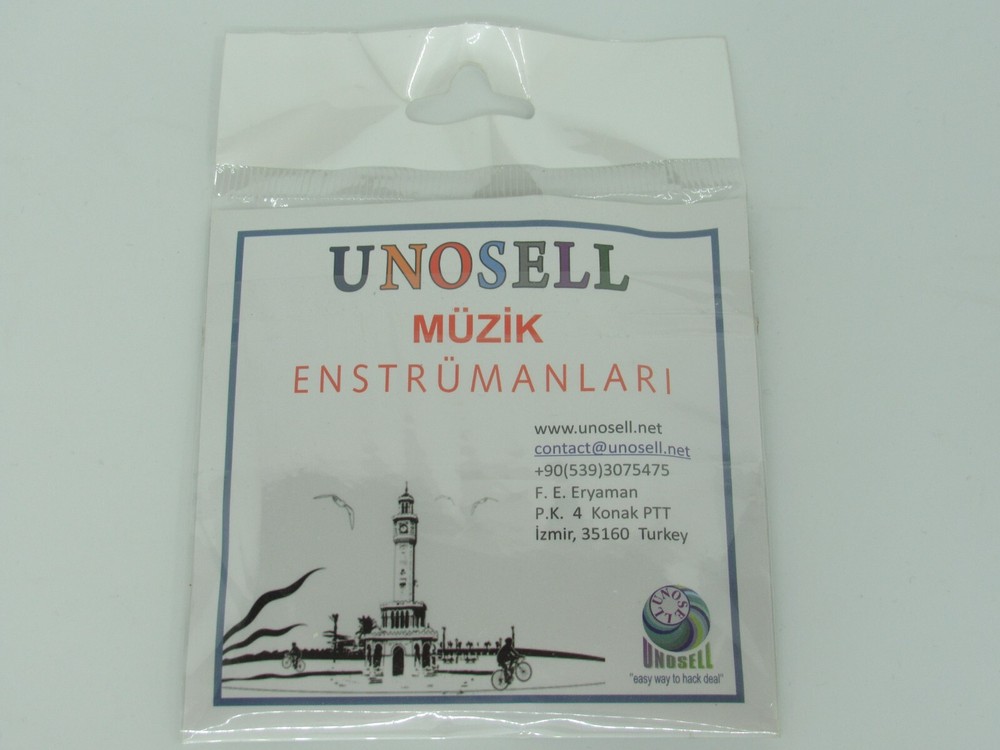 UNOSELL
MÜZİK
ENSTRÜMANLARI
www.unosell.net
contact@unosell.net
+90(539)3075475
F. E. Eryaman
P.K. 4 Konak PTT
İzmir, 35160 Turkey
UNOSELL
UNOSELL
"easy way to hack deal"